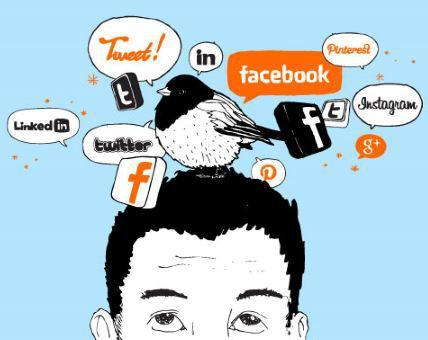 Tweet!
in
facebook
Pinterest
t
t
Instagram
Linked in
twitter
f
g+
f
p